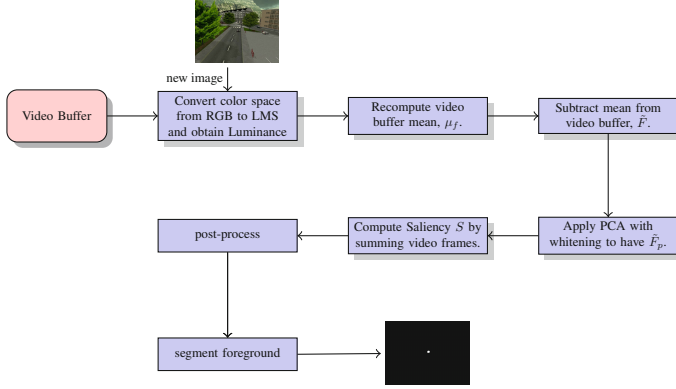 new image
Video Buffer
Convert color space
from RGB to LMS
and obtain Luminance
Recompute video
buffer mean, μ_f.
Subtract mean from
video buffer, F̃.
Apply PCA with
whitening to have F̃_p.
Compute Saliency S by
summing video frames.
post-process
segment foreground